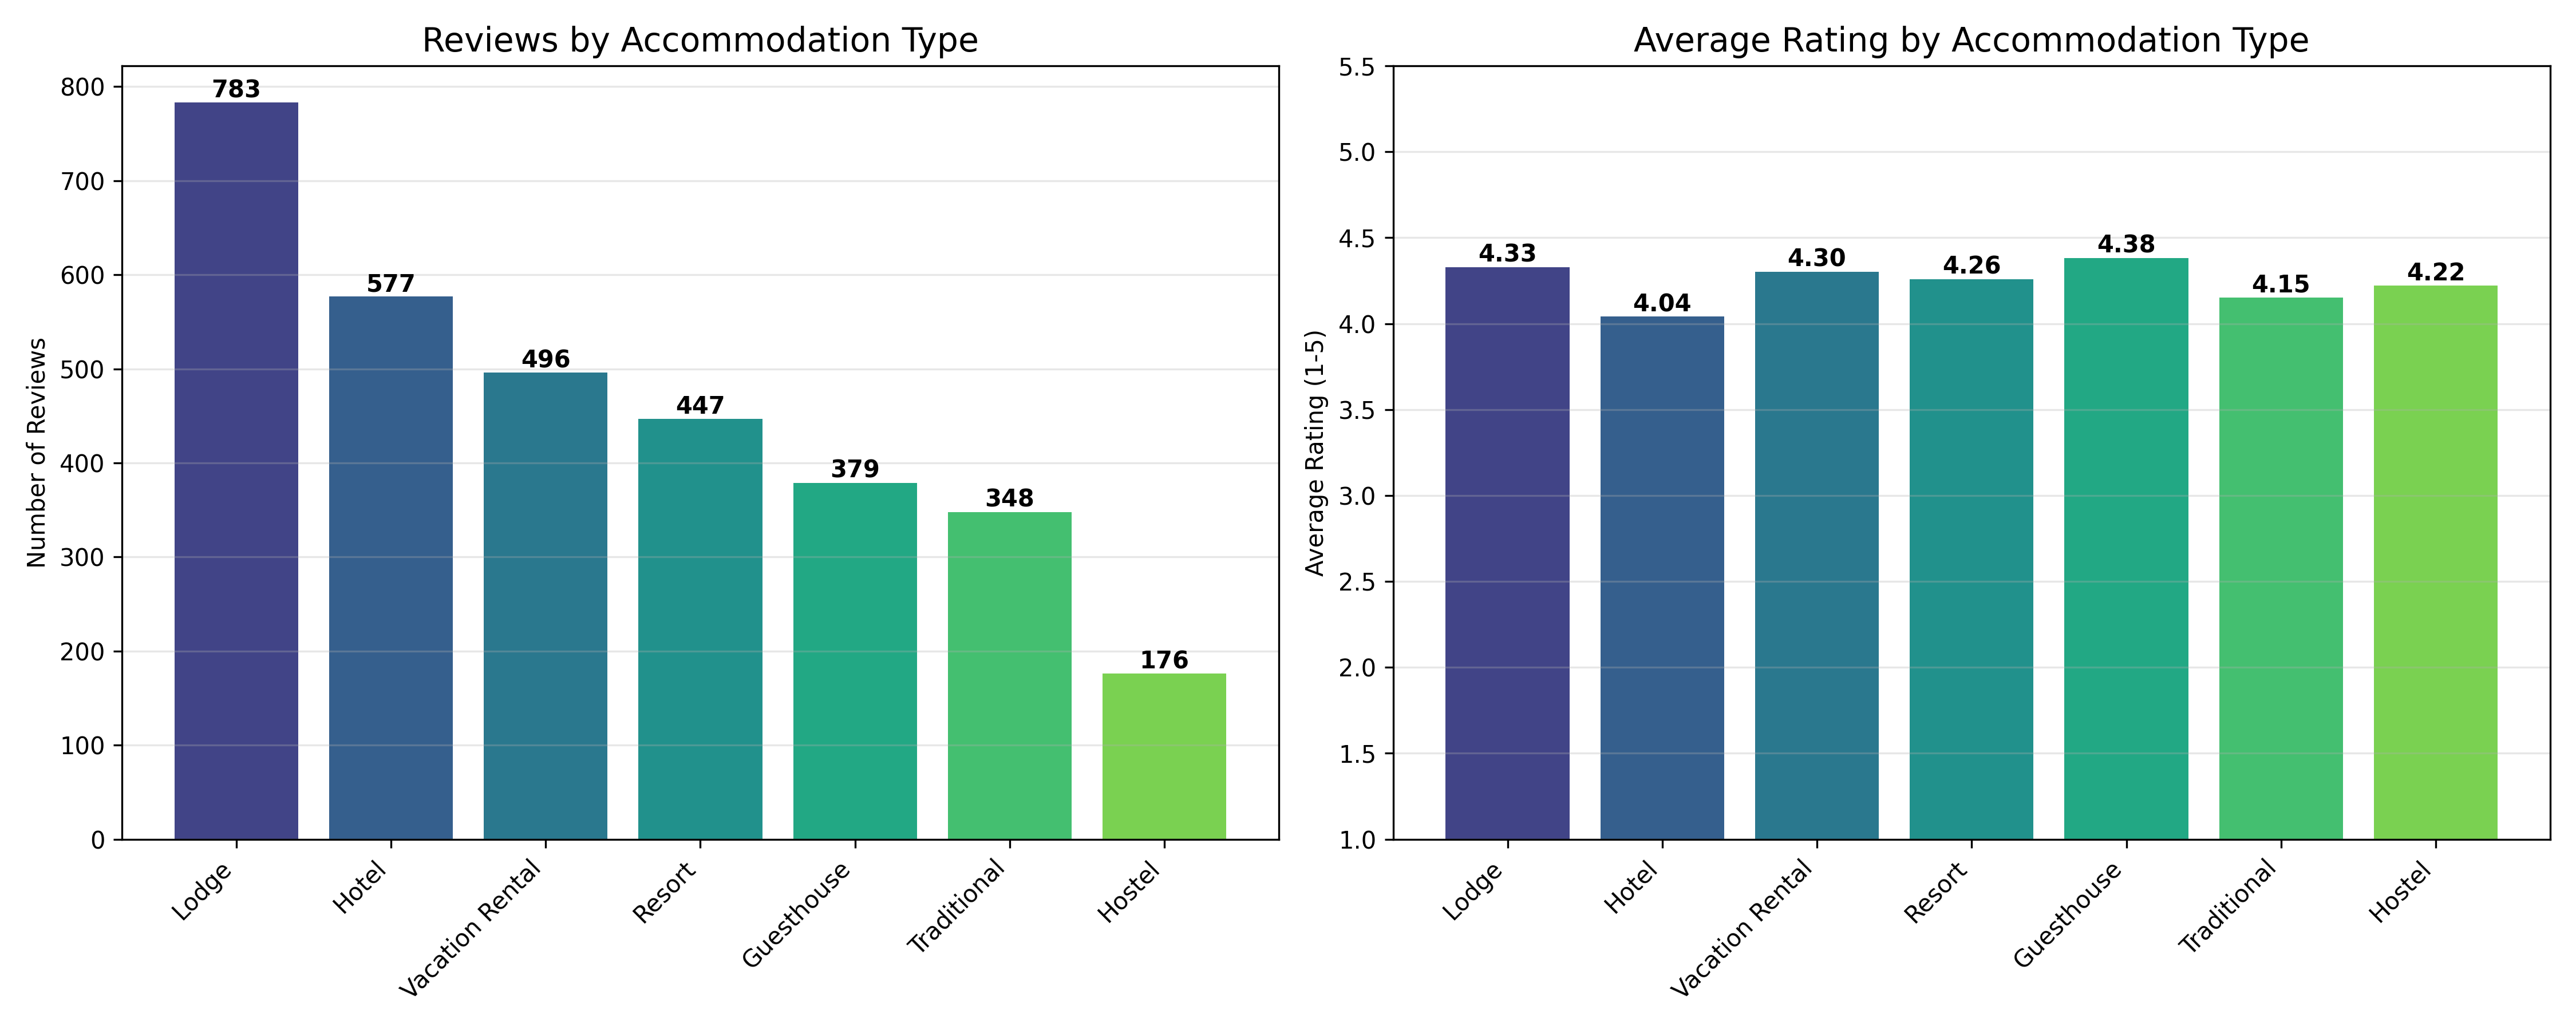 Reviews by Accommodation Type
Number of Reviews
800
700
600
500
400
300
200
100
0
783
577
496
447
379
348
176
Lodge
Hotel
Vacation Rental
Resort
Guesthouse
Traditional
Hostel
Average Rating by Accommodation Type
Average Rating (1-5)
5.5
5.0
4.5
4.0
3.5
3.0
2.5
2.0
1.5
1.0
4.33
4.04
4.30
4.26
4.38
4.15
4.22
Lodge
Hotel
Vacation Rental
Resort
Guesthouse
Traditional
Hostel